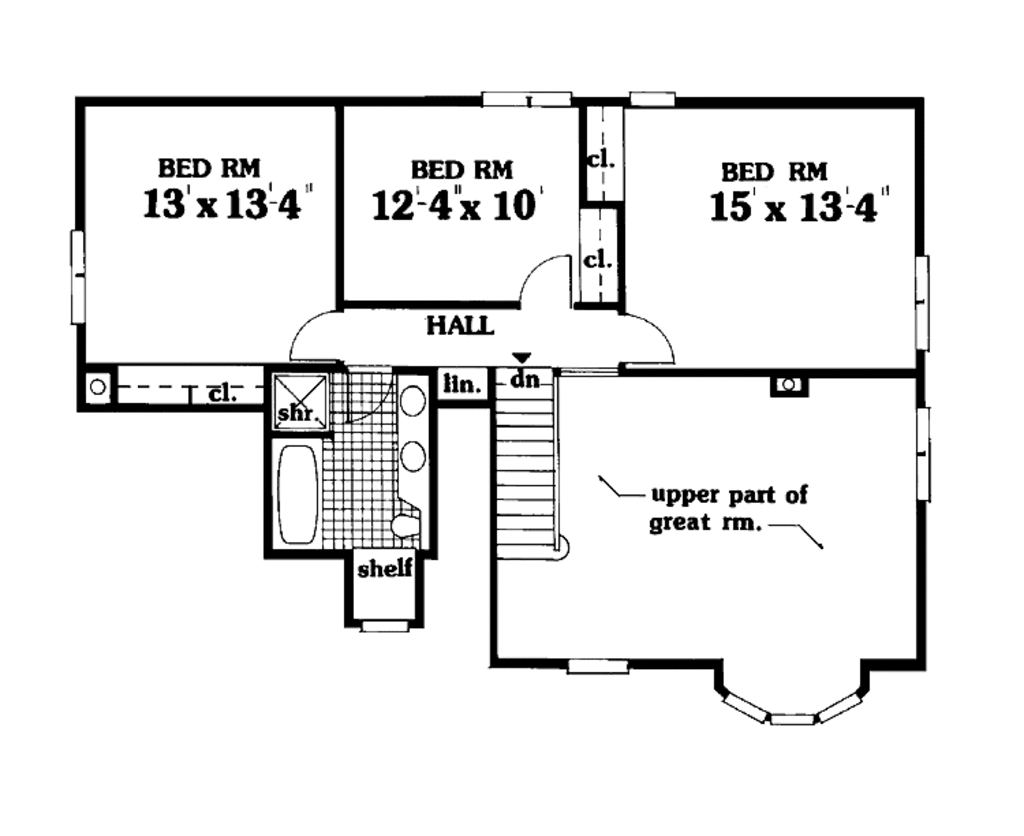 BED RM
13' x 13'-4"
BED RM
12'-4" x 10'
BED RM
15' x 13'-4"
cl.
cl.
HALL
cl.
shr.
lin.
dn
upper part of
great rm.
shelf